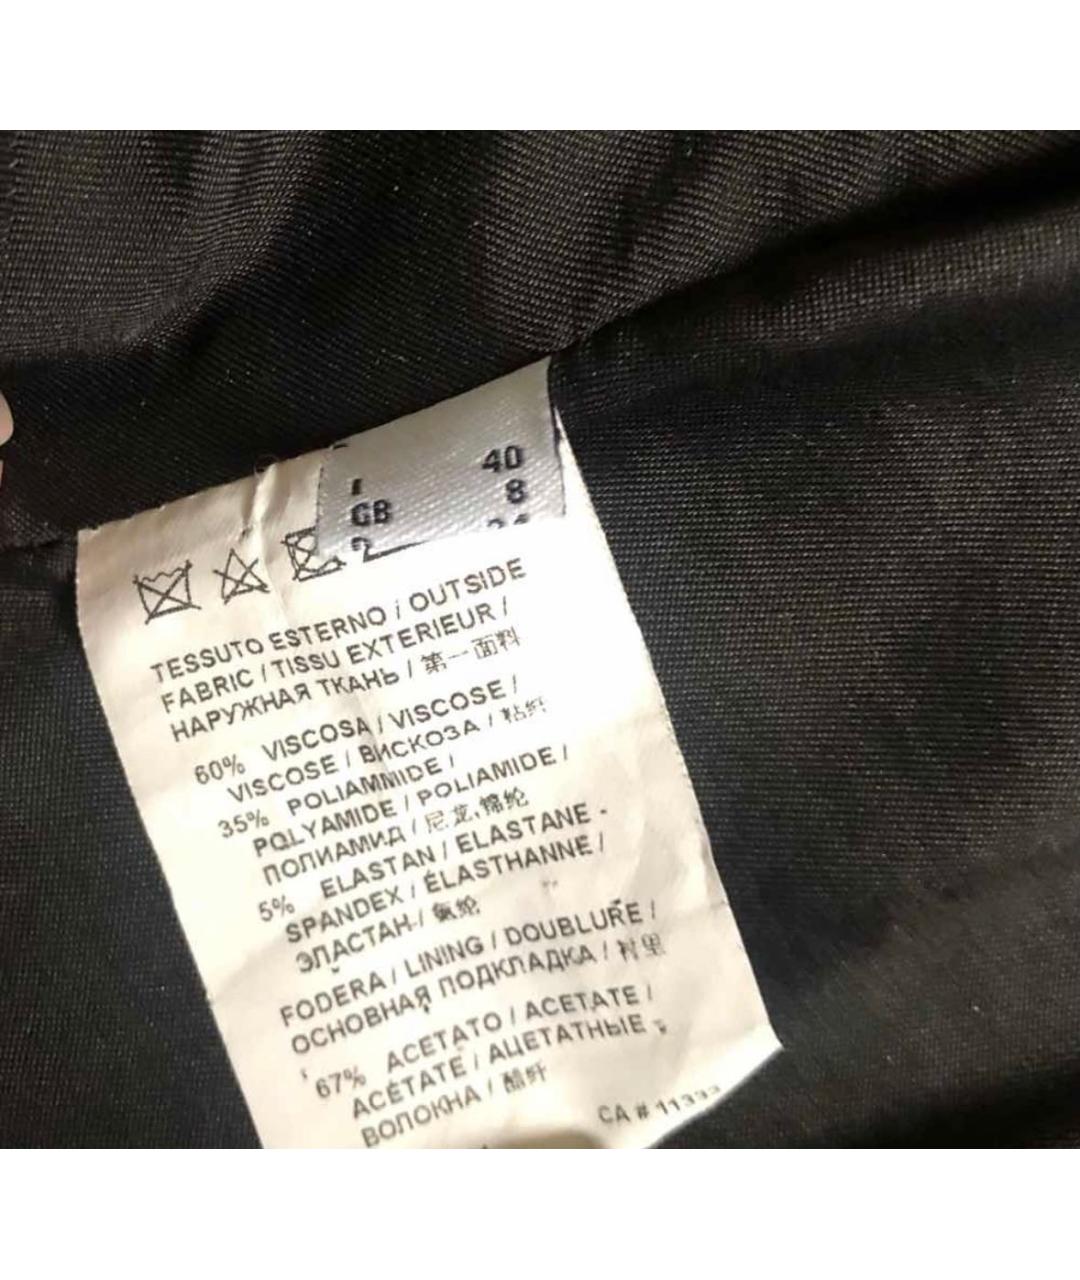 I 40
GB 8
TESSUTO ESTERNO / OUTSIDE
FABRIC / TISSU EXTERIEUR /
НАРУЖНАЯ ТКАНЬ / 第一面料
60% VISCOSA / VISCOSE /
VISCOSE / ВИСКОЗА / 粘纤
35% POLIAMMIDE /
POLYAMIDE / POLIAMIDE /
ПОЛИАМИД / 尼龙,锦纶
5% ELASTAN / ELASTANE -
SPANDEX / ÉLASTHANNE /
ЭЛАСТАН / 氨纶
FODERA / LINING / DOUBLURE /
ОСНОВНАЯ ПОДКЛАДКА / 衬里
67% ACETATO / ACETATE /
ACÉTATE / АЦЕТАТНЫЕ
ВОЛОКНА / 醋纤
CA #